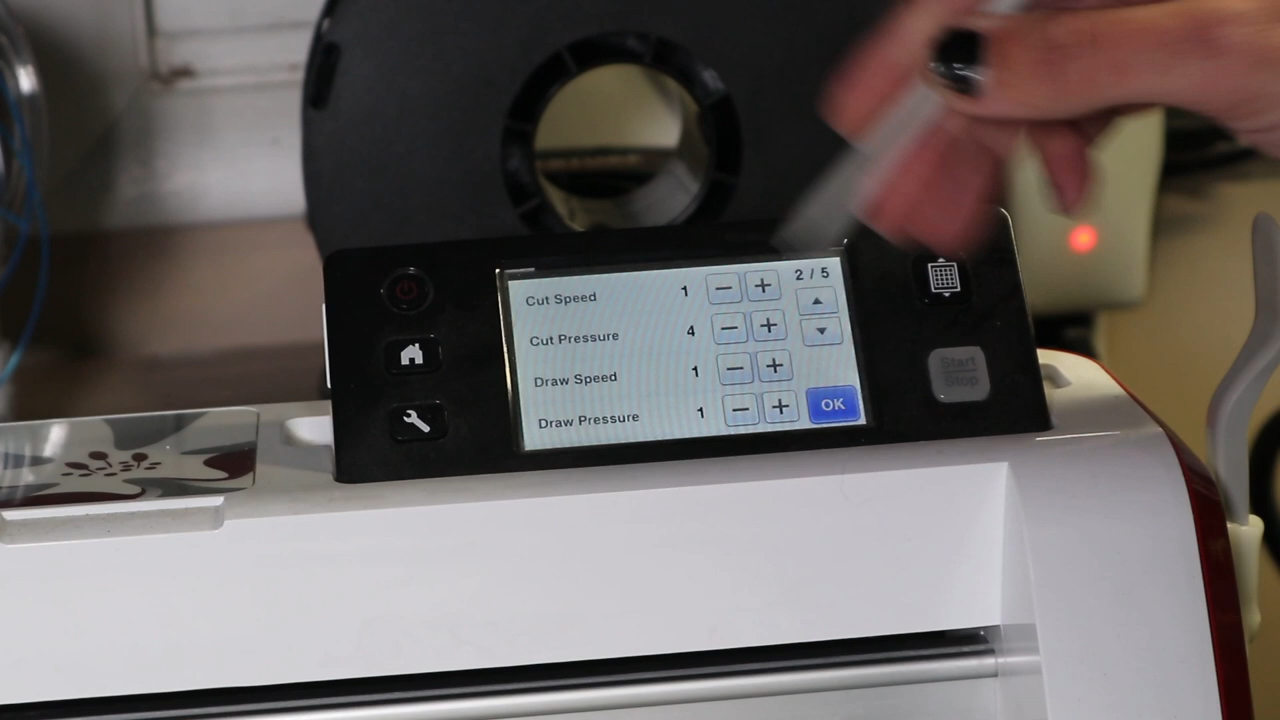 Cut Speed 1 − + 2 / 5
Cut Pressure 4 − +
Draw Speed 1 − +
Draw Pressure 1 − + OK
Start
Stop